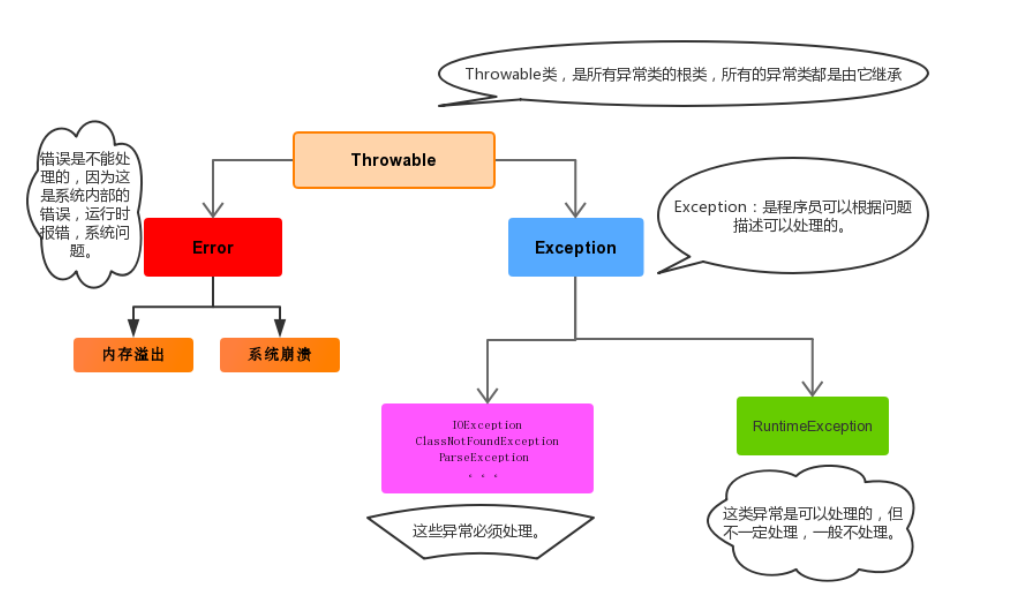 Throwable类，是所有异常类的根类，所有的异常类都是由它继承
Throwable
错误是不能处
理的，因为这
是系统内部的
错误，运行时
报错，系统问
题。
Error
Exception
Exception：是程序员可以根据问题
描述可以处理的。
内存溢出
系统崩溃
IOException
ClassNotFoundException
ParseException
。。。
RuntimeException
这些异常必须处理。
这类异常是可以处理的，但
不一定处理，一般不处理。